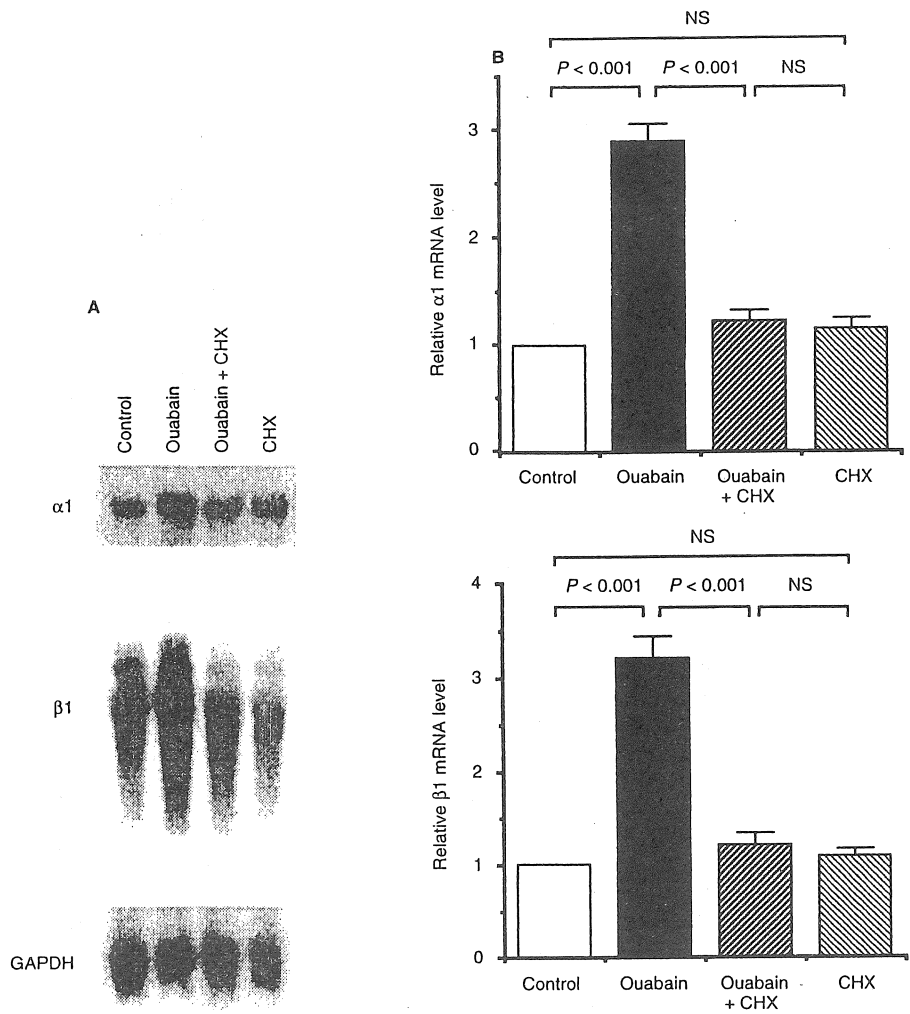 A
Control
Ouabain
Ouabain + CHX
CHX
α1
β1
GAPDH
B
NS
P < 0.001
P < 0.001
NS
Relative α1 mRNA level
3
2
1
0
Control
Ouabain
Ouabain
+ CHX
CHX
NS
P < 0.001
P < 0.001
NS
Relative β1 mRNA level
4
3
2
1
0
Control
Ouabain
Ouabain
+ CHX
CHX